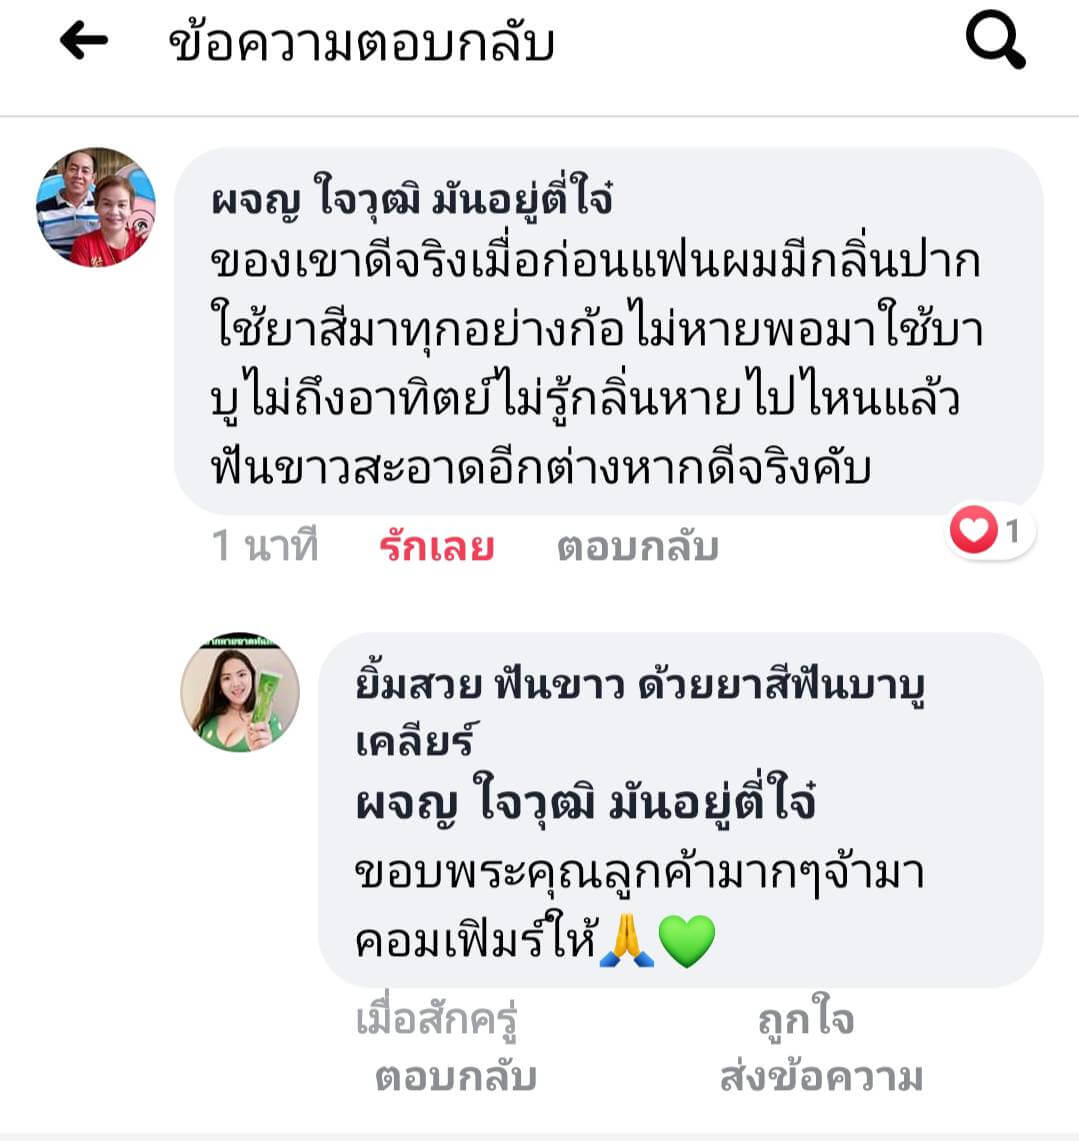 ข้อความตอบกลับ
ผจญ ใจวุฒิ มันอยู่ตี่ใจ๋
ของเขาดีจริงเมื่อก่อนแฟนผมมีกลิ่นปาก
ใช้ยาสีมาทุกอย่างก้อไม่หายพอมาใช้บา
บูไม่ถึงอาทิตย์ไม่รู้กลิ่นหายไปไหนแล้ว
ฟันขาวสะอาดอีกต่างหากดีจริงคับ
1 นาที รักเลย ตอบกลับ 1
ยิ้มสวย ฟันขาว ด้วยยาสีฟันบาบู
เคลียร์
ผจญ ใจวุฒิ มันอยู่ตี่ใจ๋
ขอบพระคุณลูกค้ามากๆจ้ามา
คอมเฟิมร์ให้🙏💚
เมื่อสักครู่ ถูกใจ
ตอบกลับ ส่งข้อความ